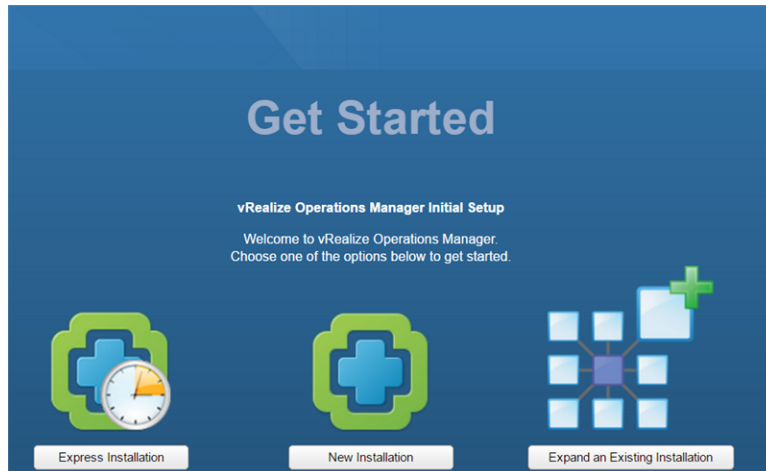 Get Started
vRealize Operations Manager Initial Setup
Welcome to vRealize Operations Manager.
Choose one of the options below to get started.
Express Installation
New Installation
Expand an Existing Installation